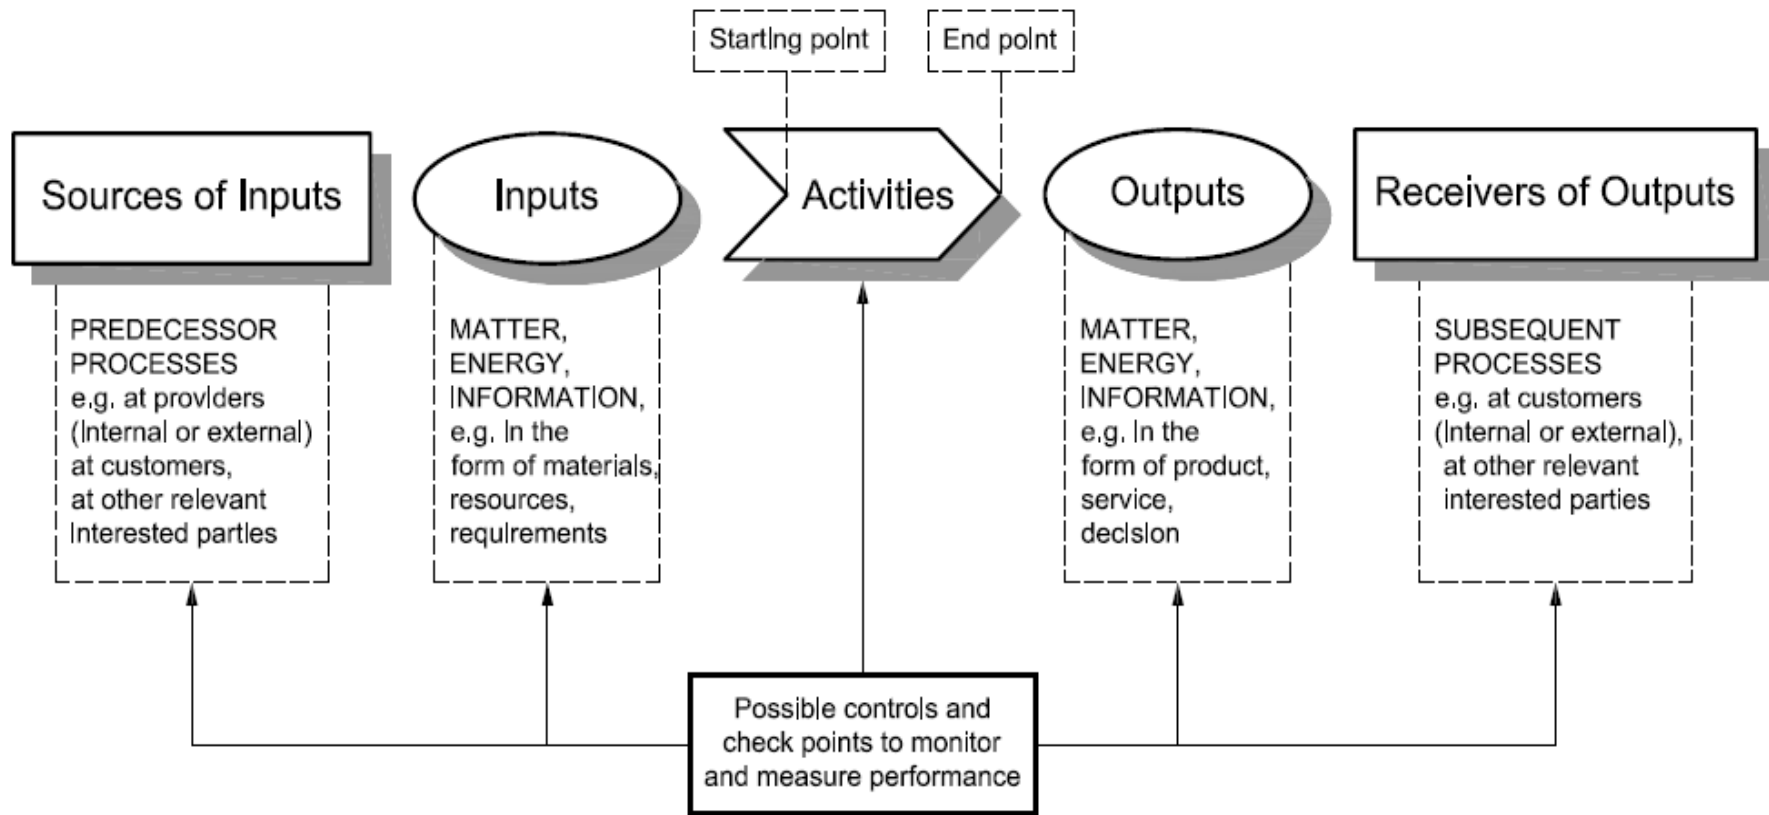 Starting point
End point
Sources of Inputs
Inputs
Activities
Outputs
Receivers of Outputs
PREDECESSOR
PROCESSES
e.g. at providers
(internal or external)
at customers,
at other relevant
interested parties
MATTER,
ENERGY,
INFORMATION,
e.g. in the
form of materials,
resources,
requirements
MATTER,
ENERGY,
INFORMATION,
e.g. in the
form of product,
service,
decision
SUBSEQUENT
PROCESSES
e.g. at customers
(internal or external),
at other relevant
interested parties
Possible controls and
check points to monitor
and measure performance